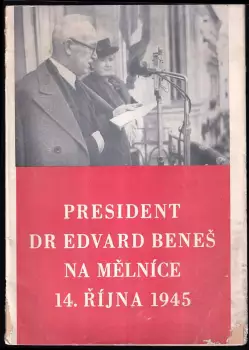 PRESIDENT
DR EDVARD BENEŠ
NA MĚLNÍCE
14. ŘÍJNA 1945